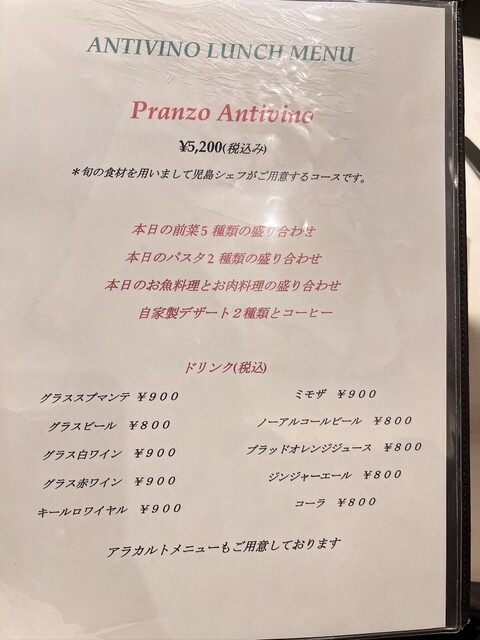 ANTIVINO LUNCH MENU
Pranzo Antivino
¥5,200(税込み)
＊旬の食材を用いまして児島シェフがご用意するコースです。
本日の前菜5種類の盛り合わせ
本日のパスタ2種類の盛り合わせ
本日のお魚料理とお肉料理の盛り合わせ
自家製デザート２種類とコーヒー
ドリンク(税込)
グラススプマンテ ￥９００
グラスビール ￥８００
グラス白ワイン ￥９００
グラス赤ワイン ￥９００
キールロワイヤル ￥９００
ミモザ ￥９００
ノーアルコールビール ￥８００
ブラッドオレンジジュース ￥８００
ジンジャーエール ￥８００
コーラ ￥８００
アラカルトメニューもご用意しております